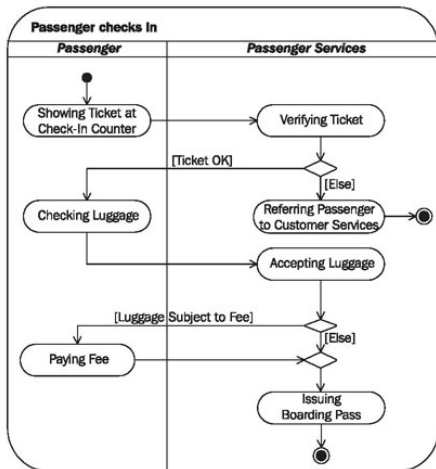 Passenger checks in
Passenger
Passenger Services
Showing Ticket at
Check-In Counter
Verifying Ticket
[Ticket OK]
[Else]
Checking Luggage
Referring Passenger
to Customer Services
Accepting Luggage
[Luggage Subject to Fee]
[Else]
Paying Fee
Issuing
Boarding Pass